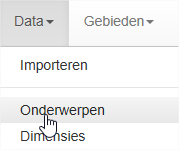 Data Gebieden
Importeren
Onderwerpen
Dimensies